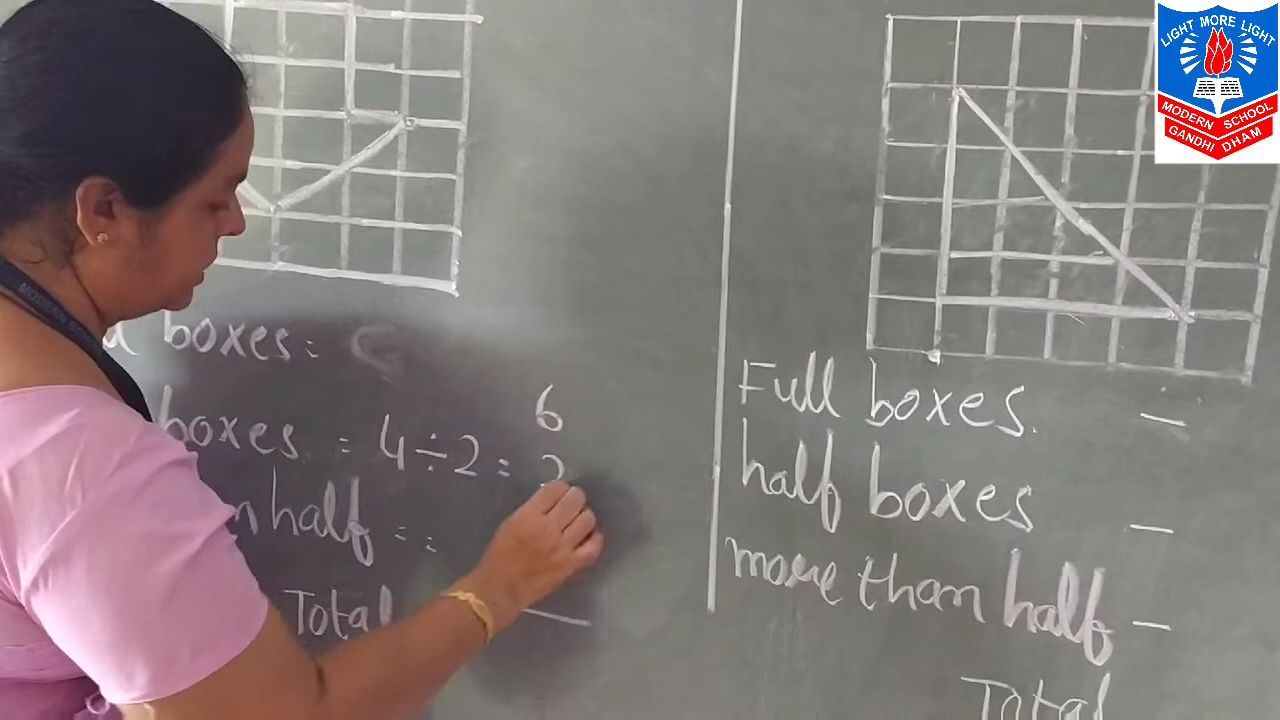 boxes =
6
boxes = 4 ÷ 2 = 2
half =
Total
Full boxes. —
half boxes —
more than half —
Total
LIGHT MORE LIGHT
MODERN SCHOOL
GANDHI DHAM